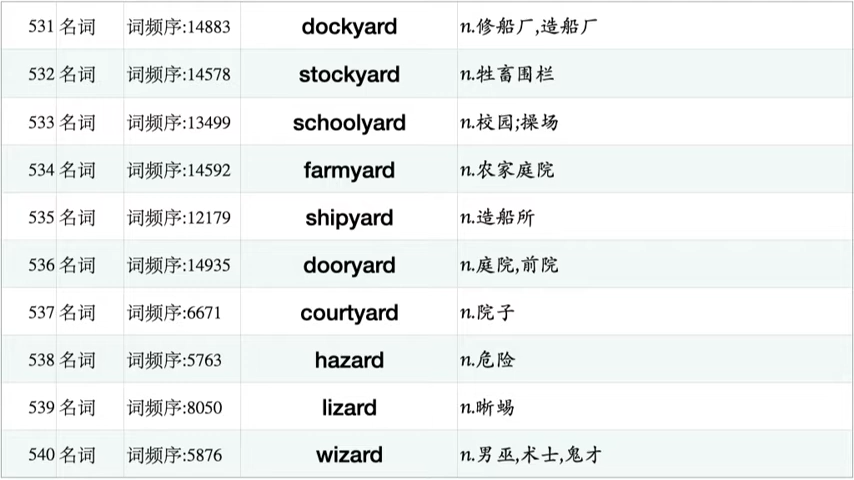 531 名词 词频序:14883 dockyard n.修船厂,造船厂
532 名词 词频序:14578 stockyard n.牲畜围栏
533 名词 词频序:13499 schoolyard n.校园;操场
534 名词 词频序:14592 farmyard n.农家庭院
535 名词 词频序:12179 shipyard n.造船所
536 名词 词频序:14935 dooryard n.庭院,前院
537 名词 词频序:6671 courtyard n.院子
538 名词 词频序:5763 hazard n.危险
539 名词 词频序:8050 lizard n.晰蜴
540 名词 词频序:5876 wizard n.男巫,术士,鬼才